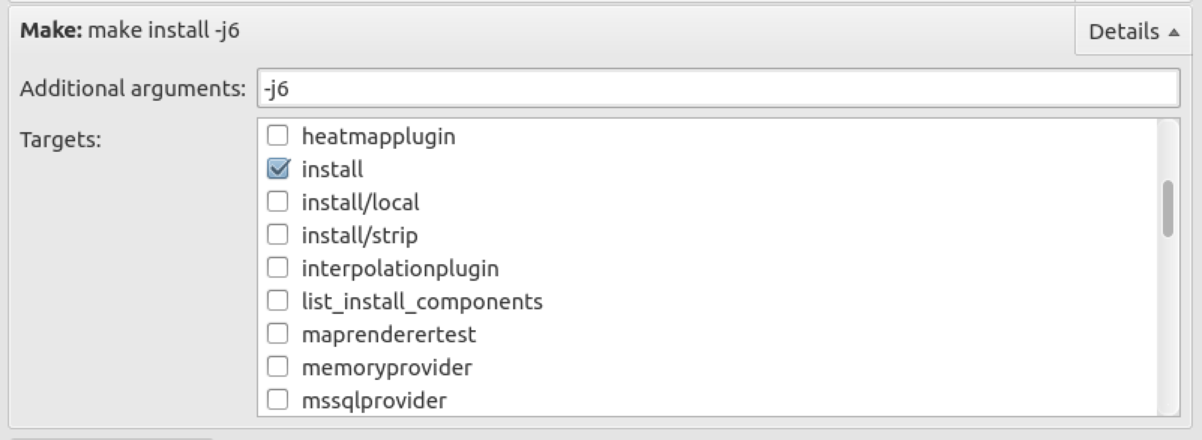 Make: make install -j6
Details
Additional arguments: -j6
Targets:
heatmapplugin
install
install/local
install/strip
interpolationplugin
list_install_components
maprenderertest
memoryprovider
mssqlprovider